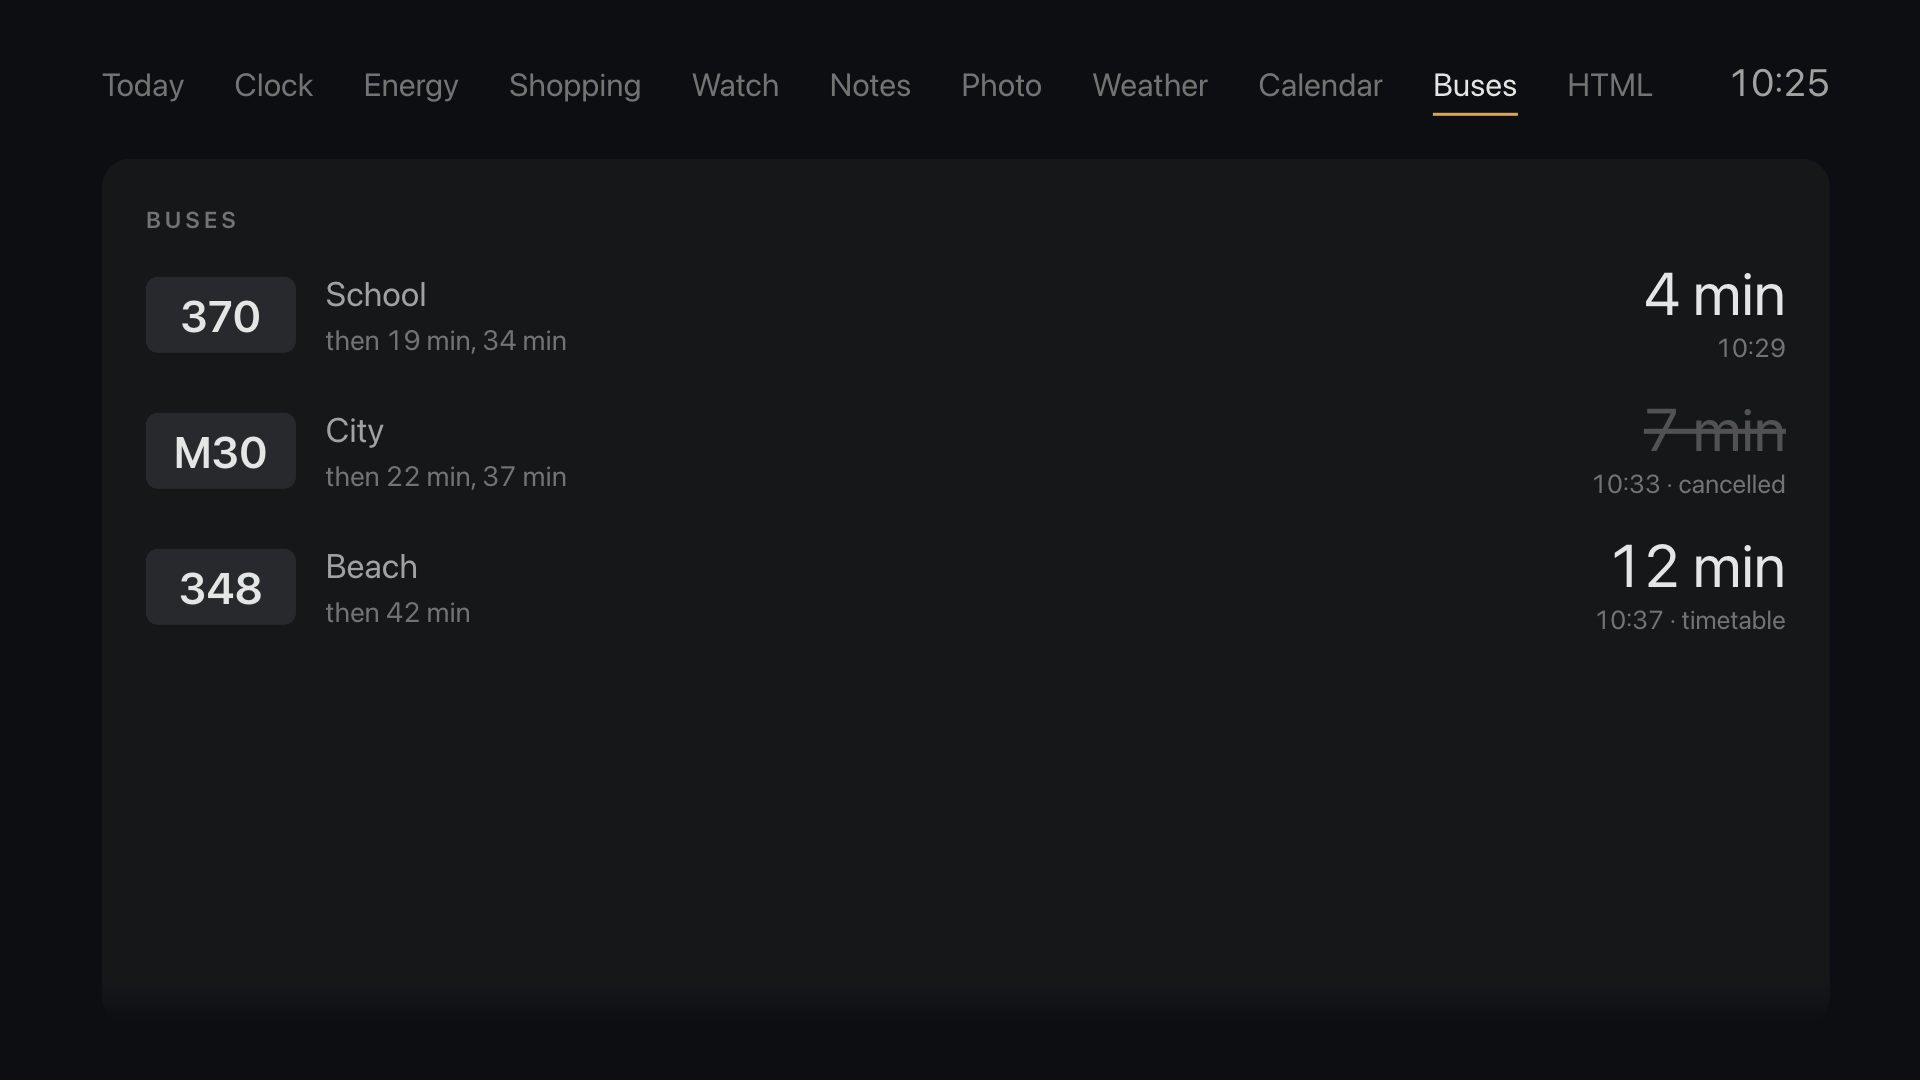 Today Clock Energy Shopping Watch Notes Photo Weather Calendar Buses HTML 10:25
BUSES
370 School 4 min
then 19 min, 34 min 10:29
M30 City 7 min
then 22 min, 37 min 10:33 · cancelled
348 Beach 12 min
then 42 min 10:37 · timetable